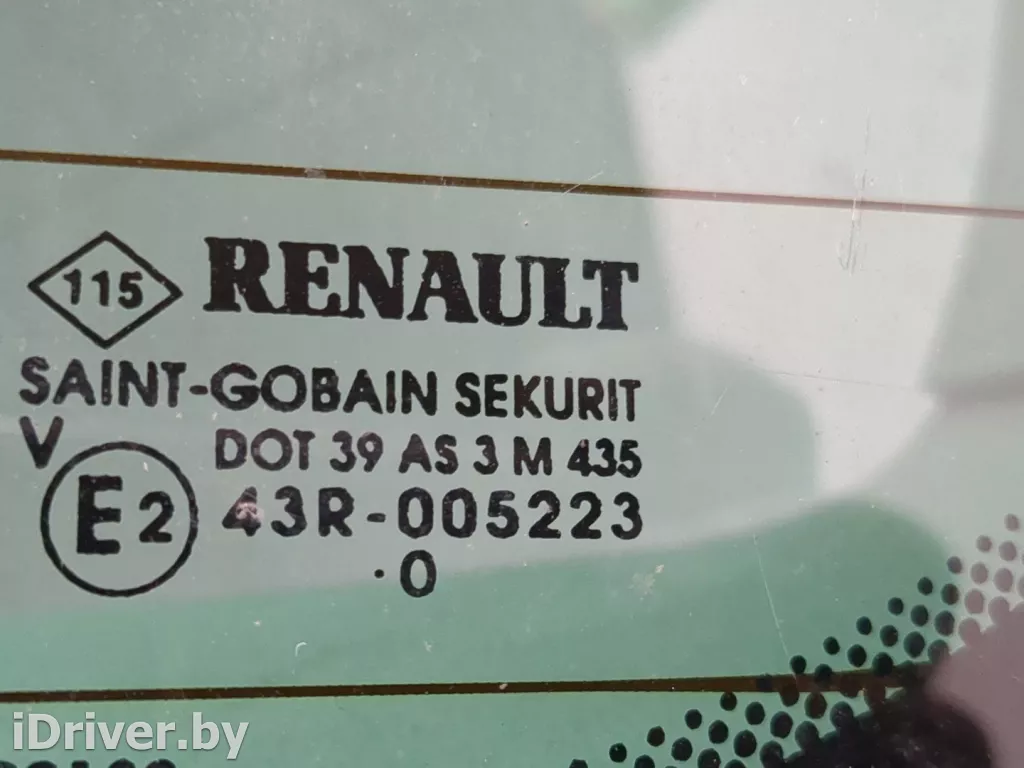 115 RENAULT
SAINT-GOBAIN SEKURIT
V DOT 39 AS 3 M 435
E2 43R-005223
·0
iDriver.by